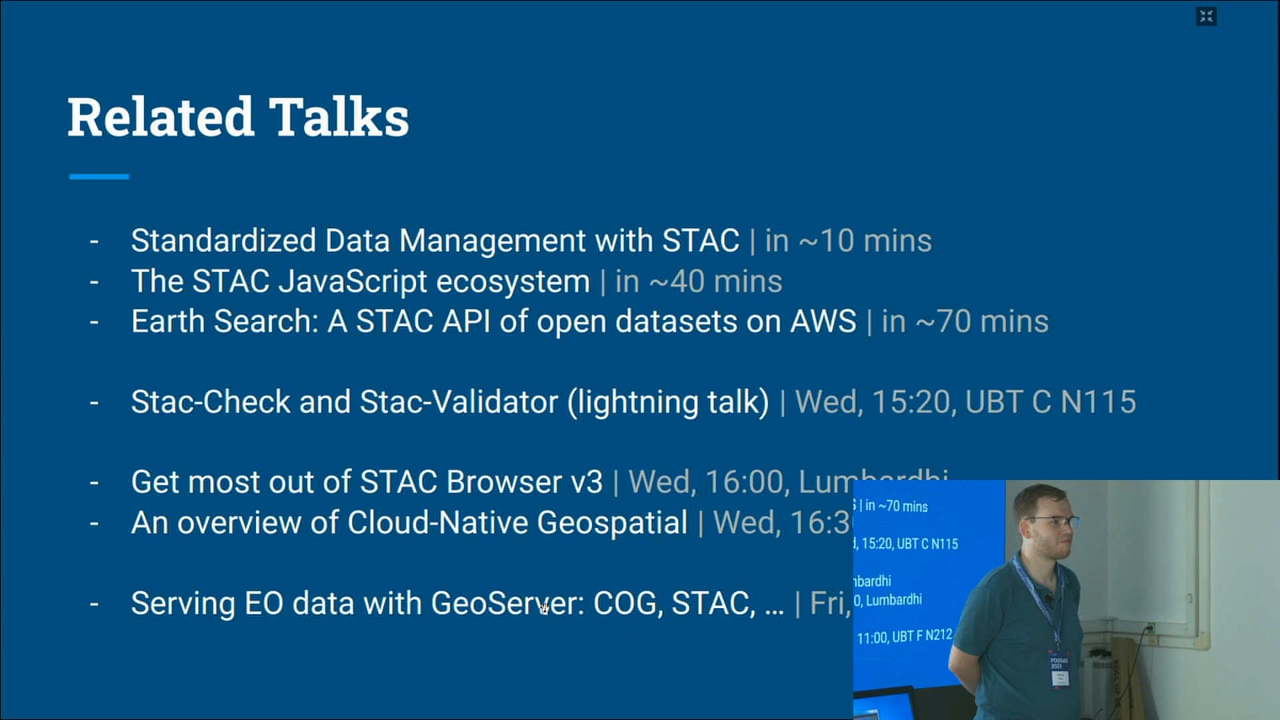 Related Talks
- Standardized Data Management with STAC | in ~10 mins
- The STAC JavaScript ecosystem | in ~40 mins
- Earth Search: A STAC API of open datasets on AWS | in ~70 mins
- Stac-Check and Stac-Validator (lightning talk) | Wed, 15:20, UBT C N115
- Get most out of STAC Browser v3 | Wed, 16:00, Lumbardhi
- An overview of Cloud-Native Geospatial | Wed, 16:3
- Serving EO data with GeoServer: COG, STAC, ... | Fri,
| in ~70 mins
, 15:20, UBT C N115
nbardhi
0, Lumbardhi
11:00, UBT F N212